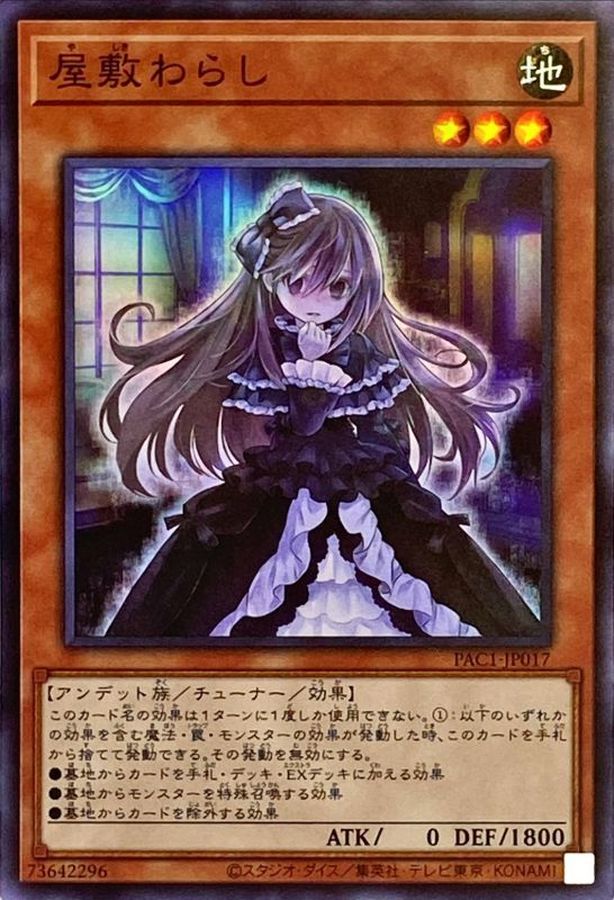 屋敷わらし
地
PAC1-JP017
【アンデット族／チューナー／効果】
このカード名の効果は1ターンに1度しか使用できない。①：以下のいずれか
の効果を含む魔法・罠・モンスターの効果が発動した時、このカードを手札
から捨てて発動できる。その発動を無効にする。
●墓地からカードを手札・デッキ・EXデッキに加える効果
●墓地からモンスターを特殊召喚する効果
●墓地からカードを除外する効果
ATK/ 0 DEF/1800
73642296 ©スタジオ・ダイス／集英社・テレビ東京・KONAMI